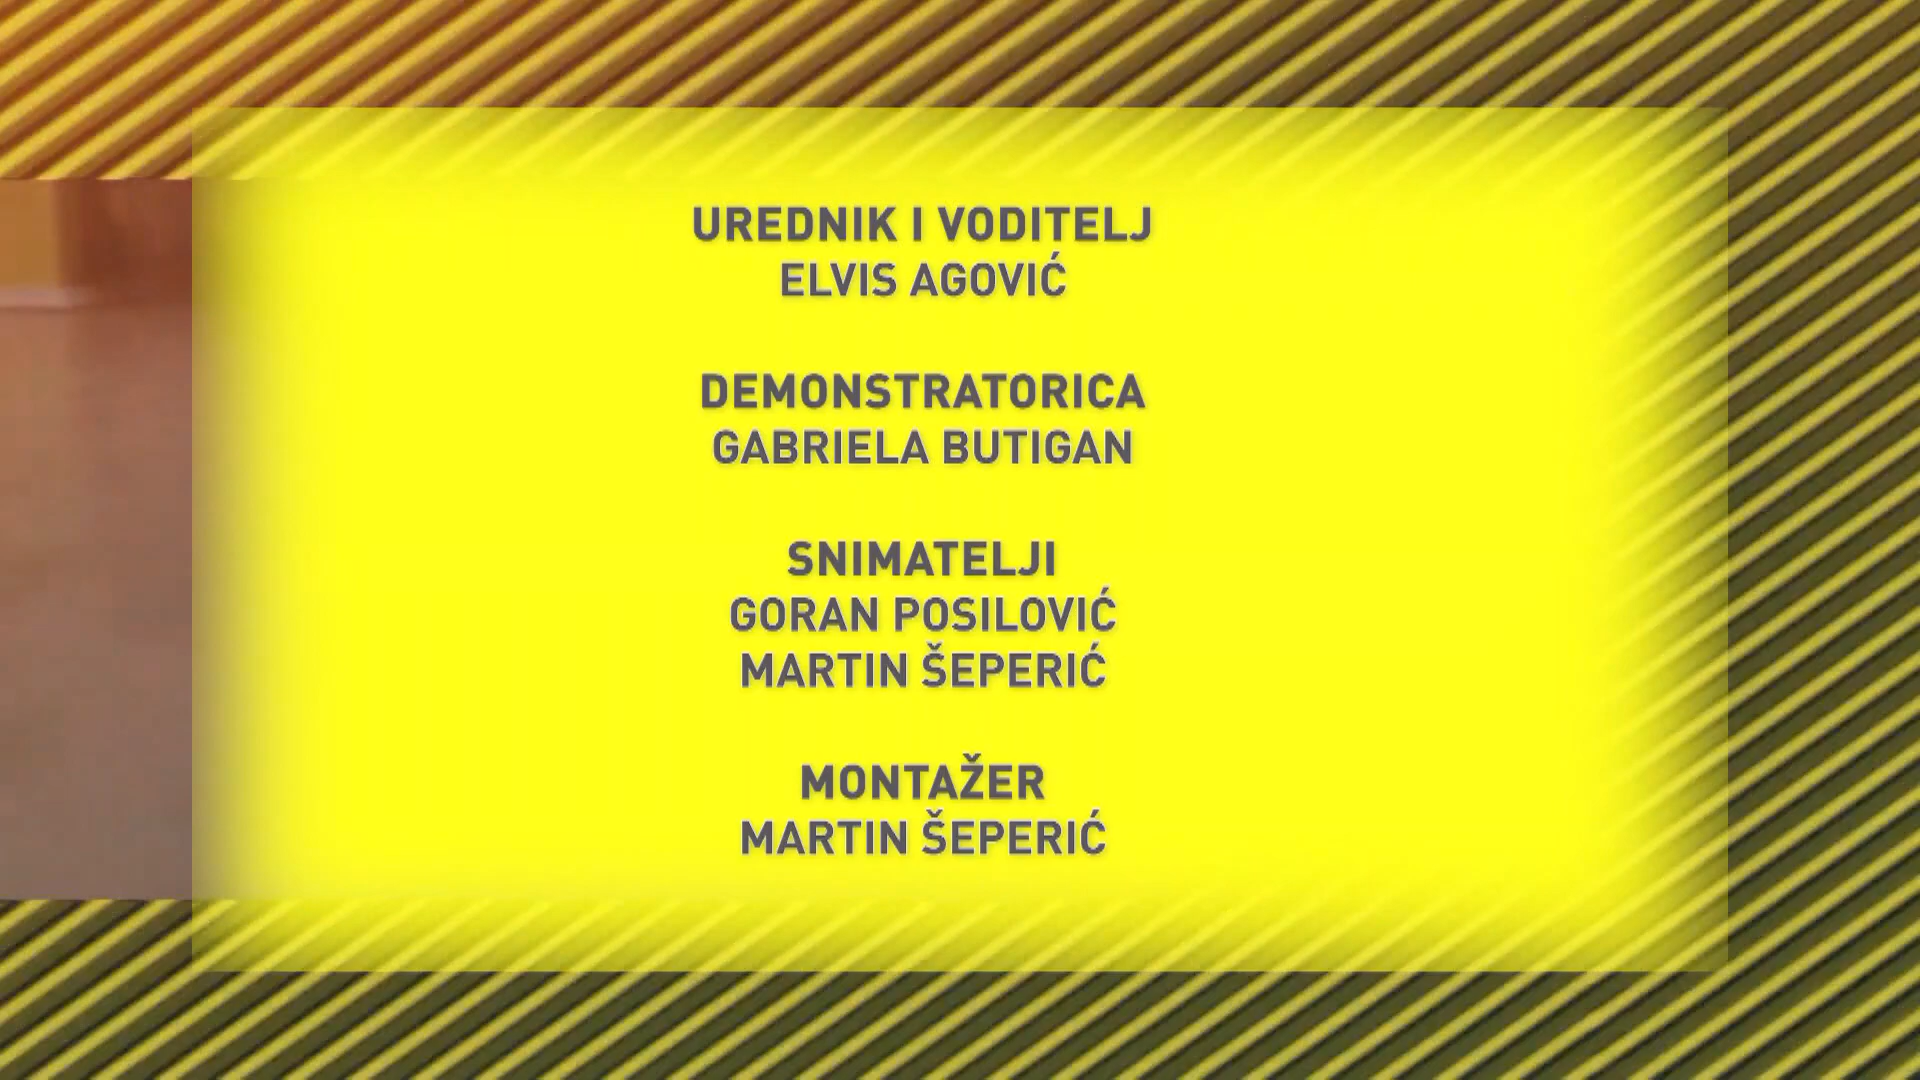 UREDNIK I VODITELJ
ELVIS AGOVIĆ
DEMONSTRATORICA
GABRIELA BUTIGAN
SNIMATELJI
GORAN POSILOVIĆ
MARTIN ŠEPERIĆ
MONTAŽER
MARTIN ŠEPERIĆ